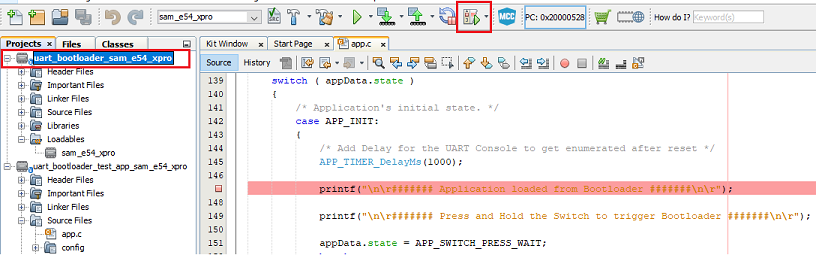 sam_e54_xpro
MCC
PC: 0x20000528
How do I?
Keyword(s)
Projects
Files
Classes
Kit Window
Start Page
app.c
uart_bootloader_sam_e54_xpro
Header Files
Important Files
Linker Files
Source Files
Libraries
Loadables
sam_e54_xpro
uart_bootloader_test_app_sam_e54_xpro
Header Files
Important Files
Linker Files
Source Files
app.c
config
Source
History
139 switch ( appData.state )
140 {
141 /* Application's initial state. */
142 case APP_INIT:
143 {
144 /* Add Delay for the UART Console to get enumerated after reset */
145 APP_TIMER_DelayMs(1000);
146
printf("\n\r####### Application loaded from Bootloader #######\n\r");
148
149 printf("\n\r####### Press and Hold the Switch to trigger Bootloader #######\n\r");
150
151 appData.state = APP_SWITCH_PRESS_WAIT;